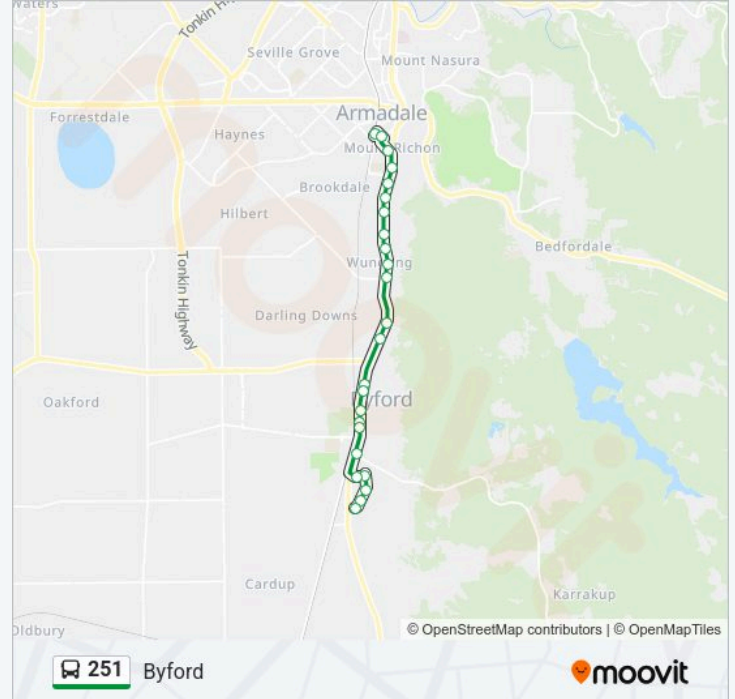 Waters
Tonkin Hi
Seville Grove
Mount Nasura
Armadale
Forrestdale
Haynes
Mount Richon
Brookdale
Hilbert
Bedfordale
Wungong
Tonkin Highway
Darling Downs
Oakford
Byford
Cardup
Karrakup
Oldbury
© OpenStreetMap contributors | © OpenMapTiles
251 Byford
moovit